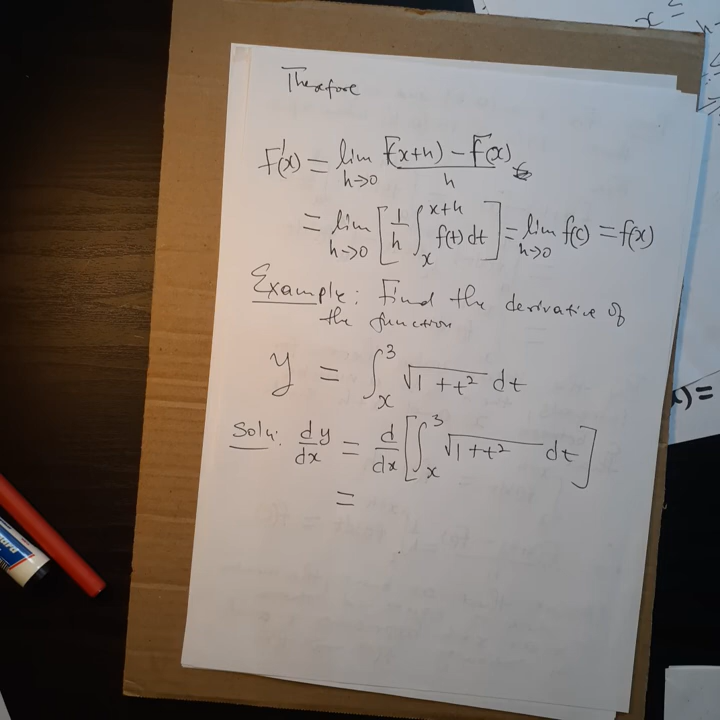 Therefore
F'(x) = lim_{h→0} (F(x+h) - F(x))/h
= lim_{h→0} [1/h ∫_x^{x+h} f(t) dt] = lim_{h→0} f(c) = f(x)
Example: Find the derivative of
the function
y = ∫_x^3 √(1+t²) dt
Soln: dy/dx = d/dx [∫_x^3 √(1+t²) dt]
=